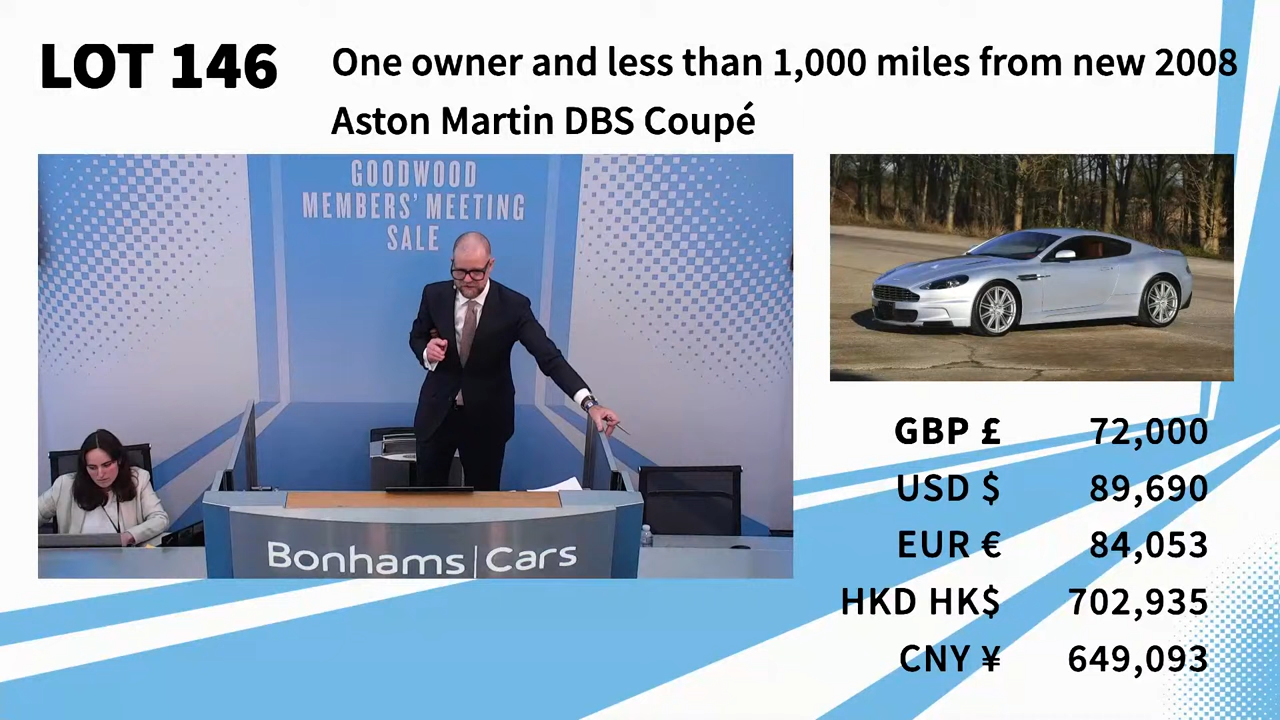 LOT 146
One owner and less than 1,000 miles from new 2008
Aston Martin DBS Coupé
GOODWOOD
MEMBERS' MEETING
SALE
Bonhams | Cars
GBP £ 72,000
USD $ 89,690
EUR € 84,053
HKD HK$ 702,935
CNY ¥ 649,093